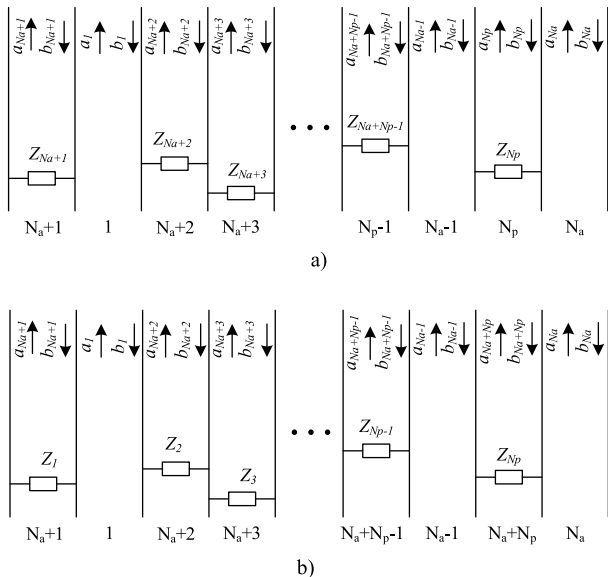 a_{Na+1} b_{Na+1} a_1 b_1 a_{Na+2} b_{Na+2} a_{Na+3} b_{Na+3} a_{Na+Np-1} b_{Na+Np-1} a_{Na-1} b_{Na-1} a_{Np} b_{Np} a_{Na} b_{Na}
Z_{Na+1} Z_{Na+2} Z_{Na+3} • • • Z_{Na+Np-1} Z_{Np}
N_a+1 1 N_a+2 N_a+3 N_p-1 N_a-1 N_p N_a
a)
a_{Na+1} b_{Na+1} a_1 b_1 a_{Na+2} b_{Na+2} a_{Na+3} b_{Na+3} a_{Na+Np-1} b_{Na+Np-1} a_{Na-1} b_{Na-1} a_{Na+Np} b_{Na+Np} a_{Na} b_{Na}
Z_1 Z_2 Z_3 • • • Z_{Np-1} Z_{Np}
N_a+1 1 N_a+2 N_a+3 N_a+N_p-1 N_a-1 N_a+N_p N_a
b)